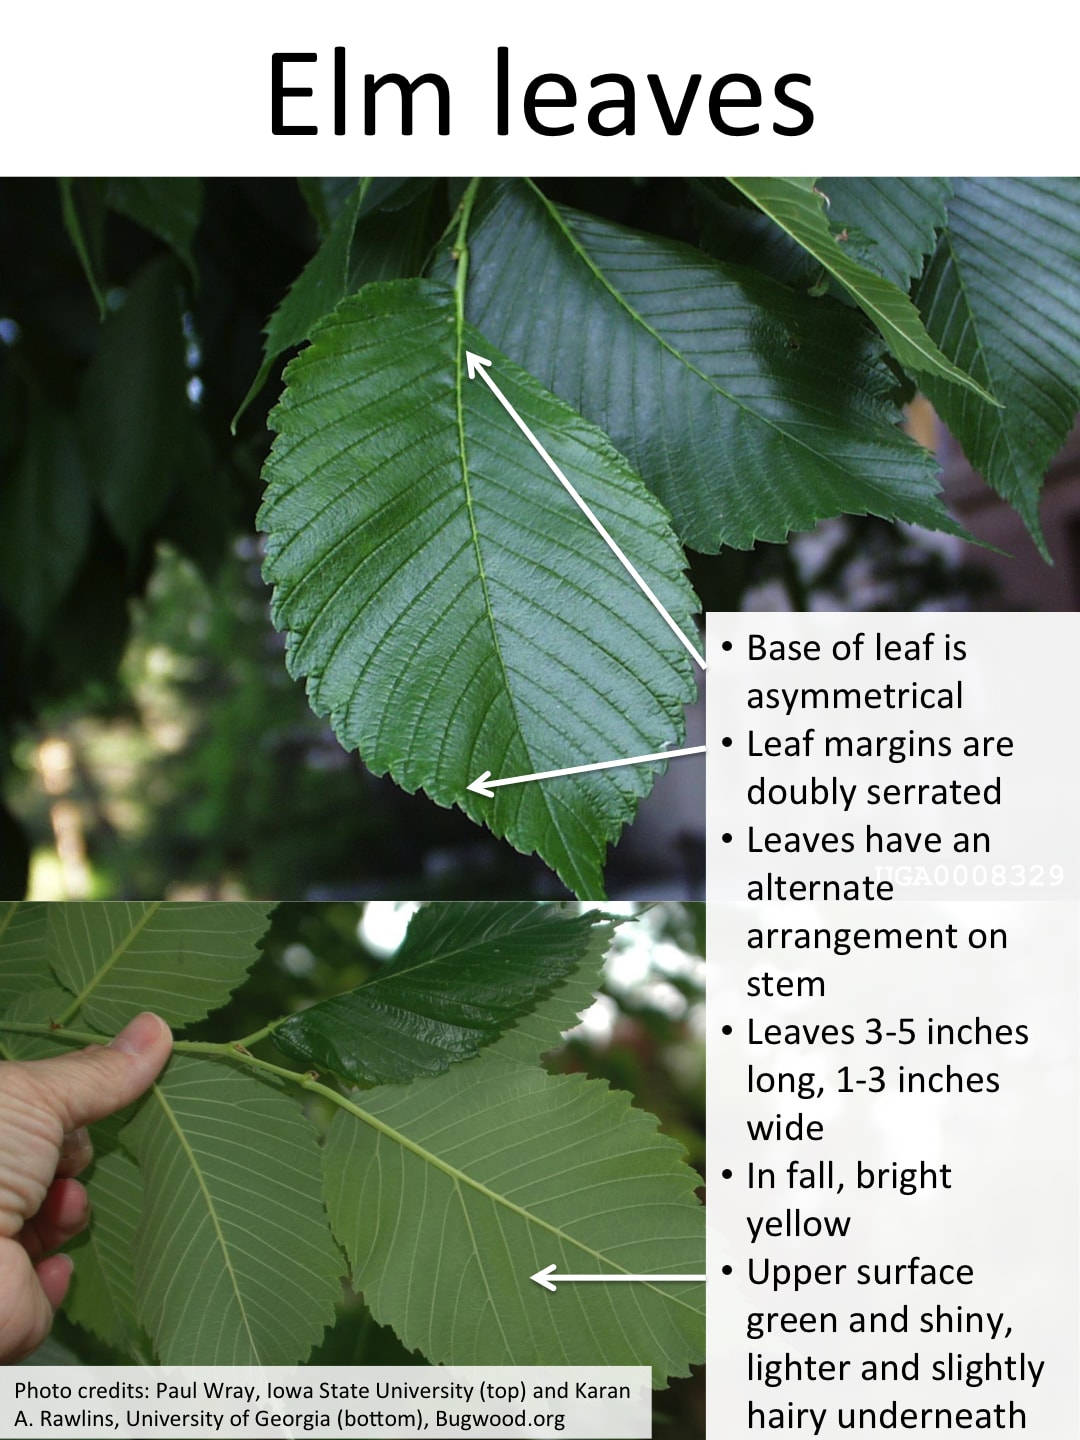 Elm leaves
• Base of leaf is
asymmetrical
• Leaf margins are
doubly serrated
• Leaves have an
alternate
arrangement on
stem
• Leaves 3-5 inches
long, 1-3 inches
wide
• In fall, bright
yellow
• Upper surface
green and shiny,
lighter and slightly
hairy underneath
UGA0008329
Photo credits: Paul Wray, Iowa State University (top) and Karan
A. Rawlins, University of Georgia (bottom), Bugwood.org